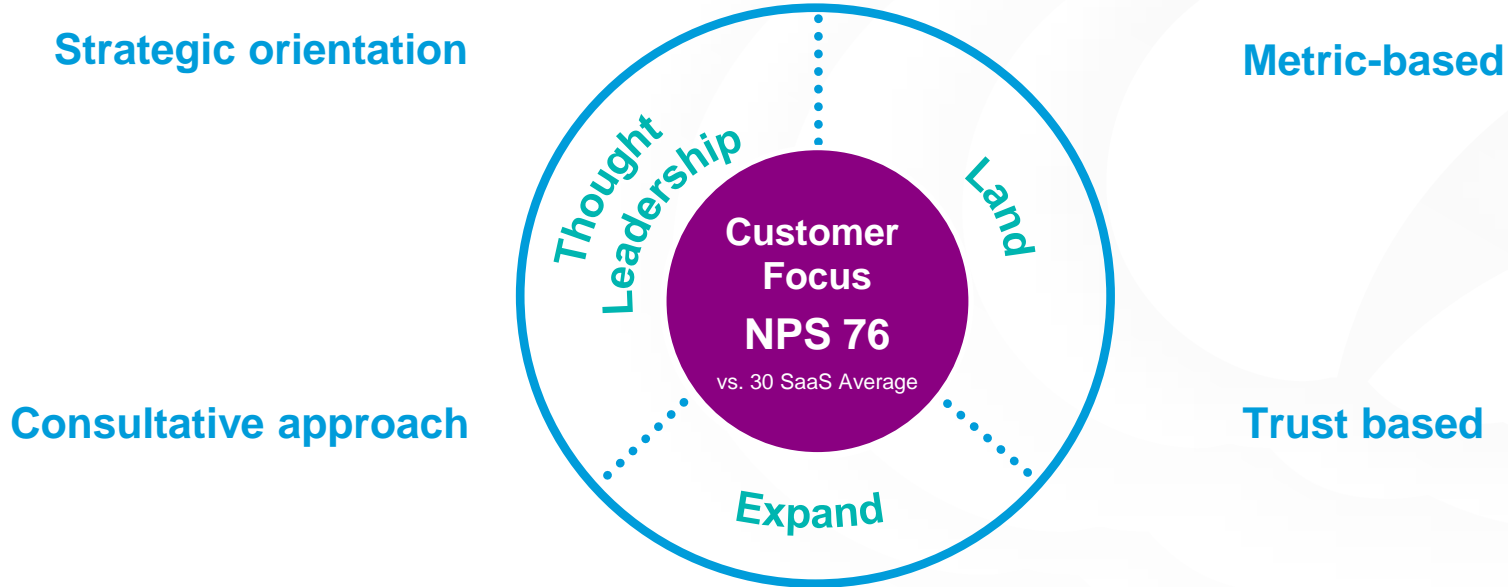 Strategic orientation
Metric-based
Thought
Leadership
Land
Customer
Focus
NPS 76
vs. 30 SaaS Average
Consultative approach
Trust based
Expand